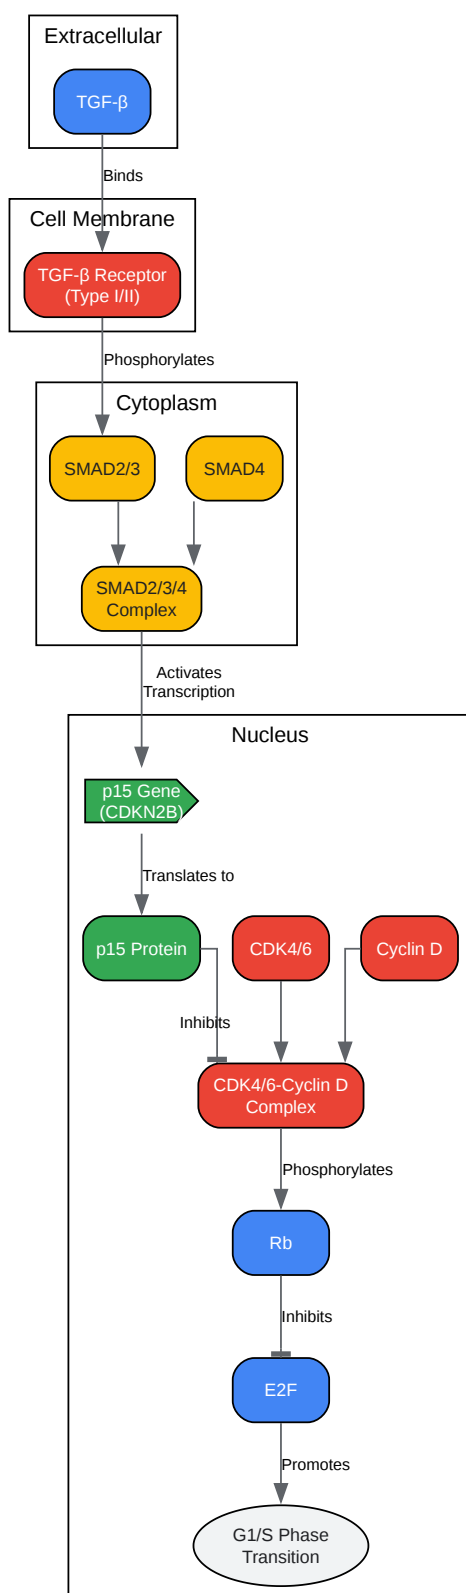 Extracellular
TGF-β
Binds
Cell Membrane
TGF-β Receptor
(Type I/II)
Phosphorylates
Cytoplasm
SMAD2/3
SMAD4
SMAD2/3/4
Complex
Activates
Transcription
Nucleus
p15 Gene
(CDKN2B)
Translates to
p15 Protein
CDK4/6
Cyclin D
Inhibits
CDK4/6-Cyclin D
Complex
Phosphorylates
Rb
Inhibits
E2F
Promotes
G1/S Phase
Transition